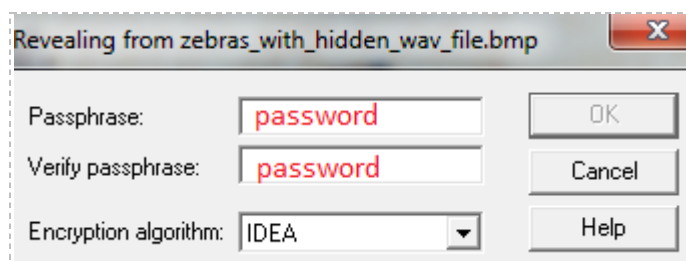 Revealing from zebras_with_hidden_wav_file.bmp
Passphrase: password OK
Verify passphrase: password Cancel
Encryption algorithm: IDEA Help